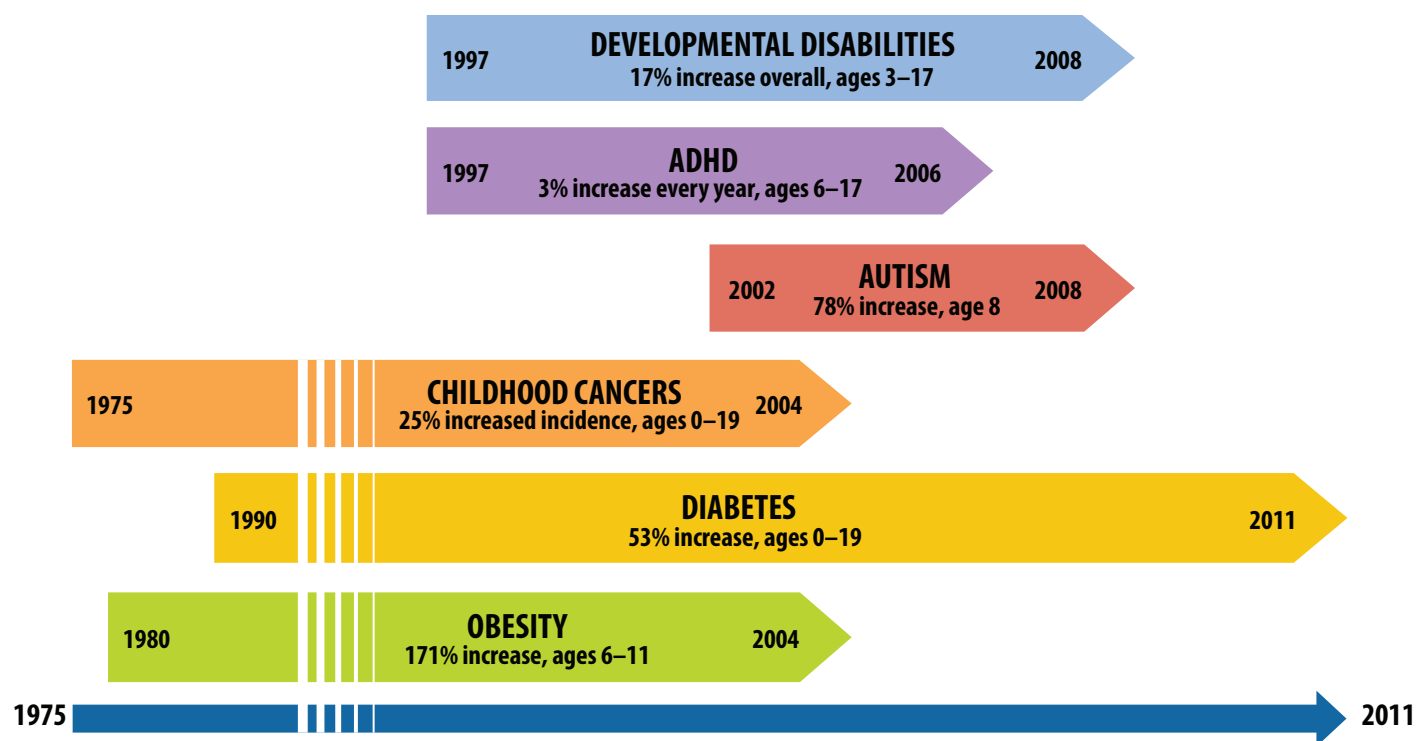 1997 DEVELOPMENTAL DISABILITIES 2008
17% increase overall, ages 3–17
1997 ADHD 2006
3% increase every year, ages 6–17
2002 AUTISM 2008
78% increase, age 8
1975 CHILDHOOD CANCERS 2004
25% increased incidence, ages 0–19
1990 DIABETES 2011
53% increase, ages 0–19
1980 OBESITY 2004
171% increase, ages 6–11
1975 2011